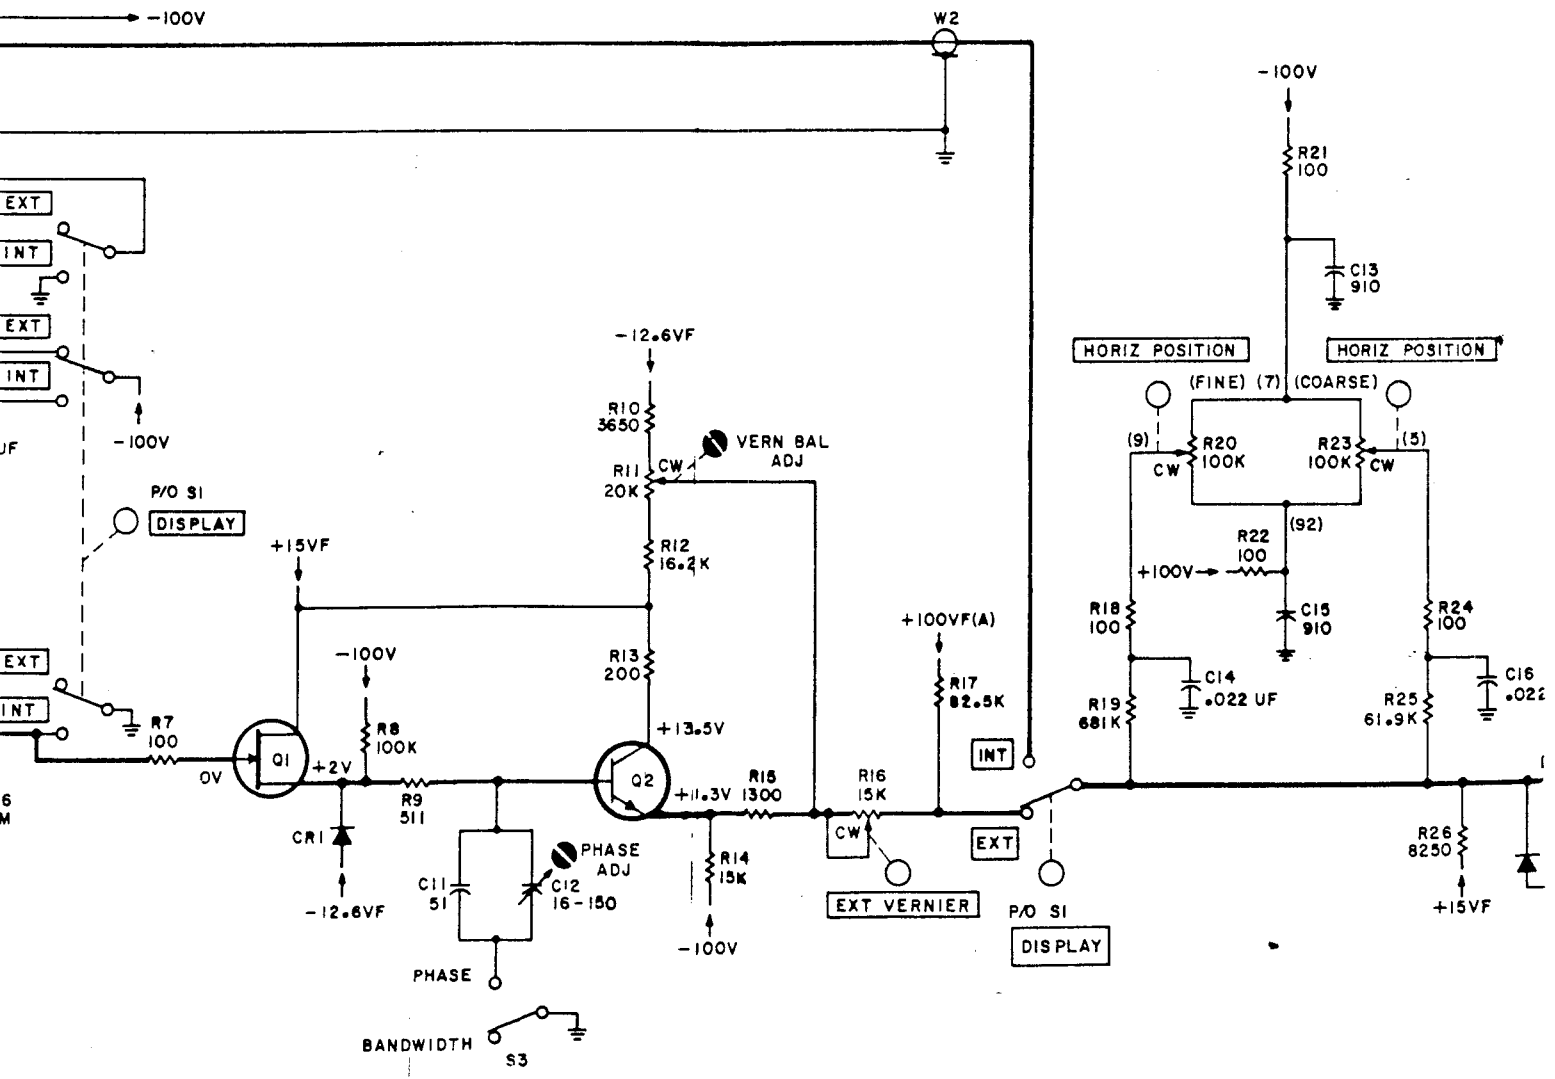 -100V
W2
-100V
R21
100
EXT
INT
C13
910
EXT
INT
-12.6VF
HORIZ POSITION
HORIZ POSITION
(FINE) (7) (COARSE)
-100V
UF
R10
3650
VERN BAL
ADJ
R11
20K
CW
(9)
CW
R20
100K
R23
100K
(5)
CW
P/O S1
DISPLAY
(92)
R22
100
+100V
+15VF
R12
16.2K
R18
100
C15
910
R24
100
+100VF(A)
-100V
R13
200
EXT
INT
R17
82.5K
C14
.022 UF
R19
681K
R25
61.9K
C16
.022
R7
100
R8
100K
+13.5V
0V
Q1
+2V
Q2
INT
R9
511
+11.3V
R15
1300
R16
15K
6
M
CR1
CW
EXT
R26
8250
PHASE
ADJ
R14
15K
C11
51
C12
16-150
-12.6VF
EXT VERNIER
P/O S1
DISPLAY
+15VF
-100V
PHASE
BANDWIDTH
S3